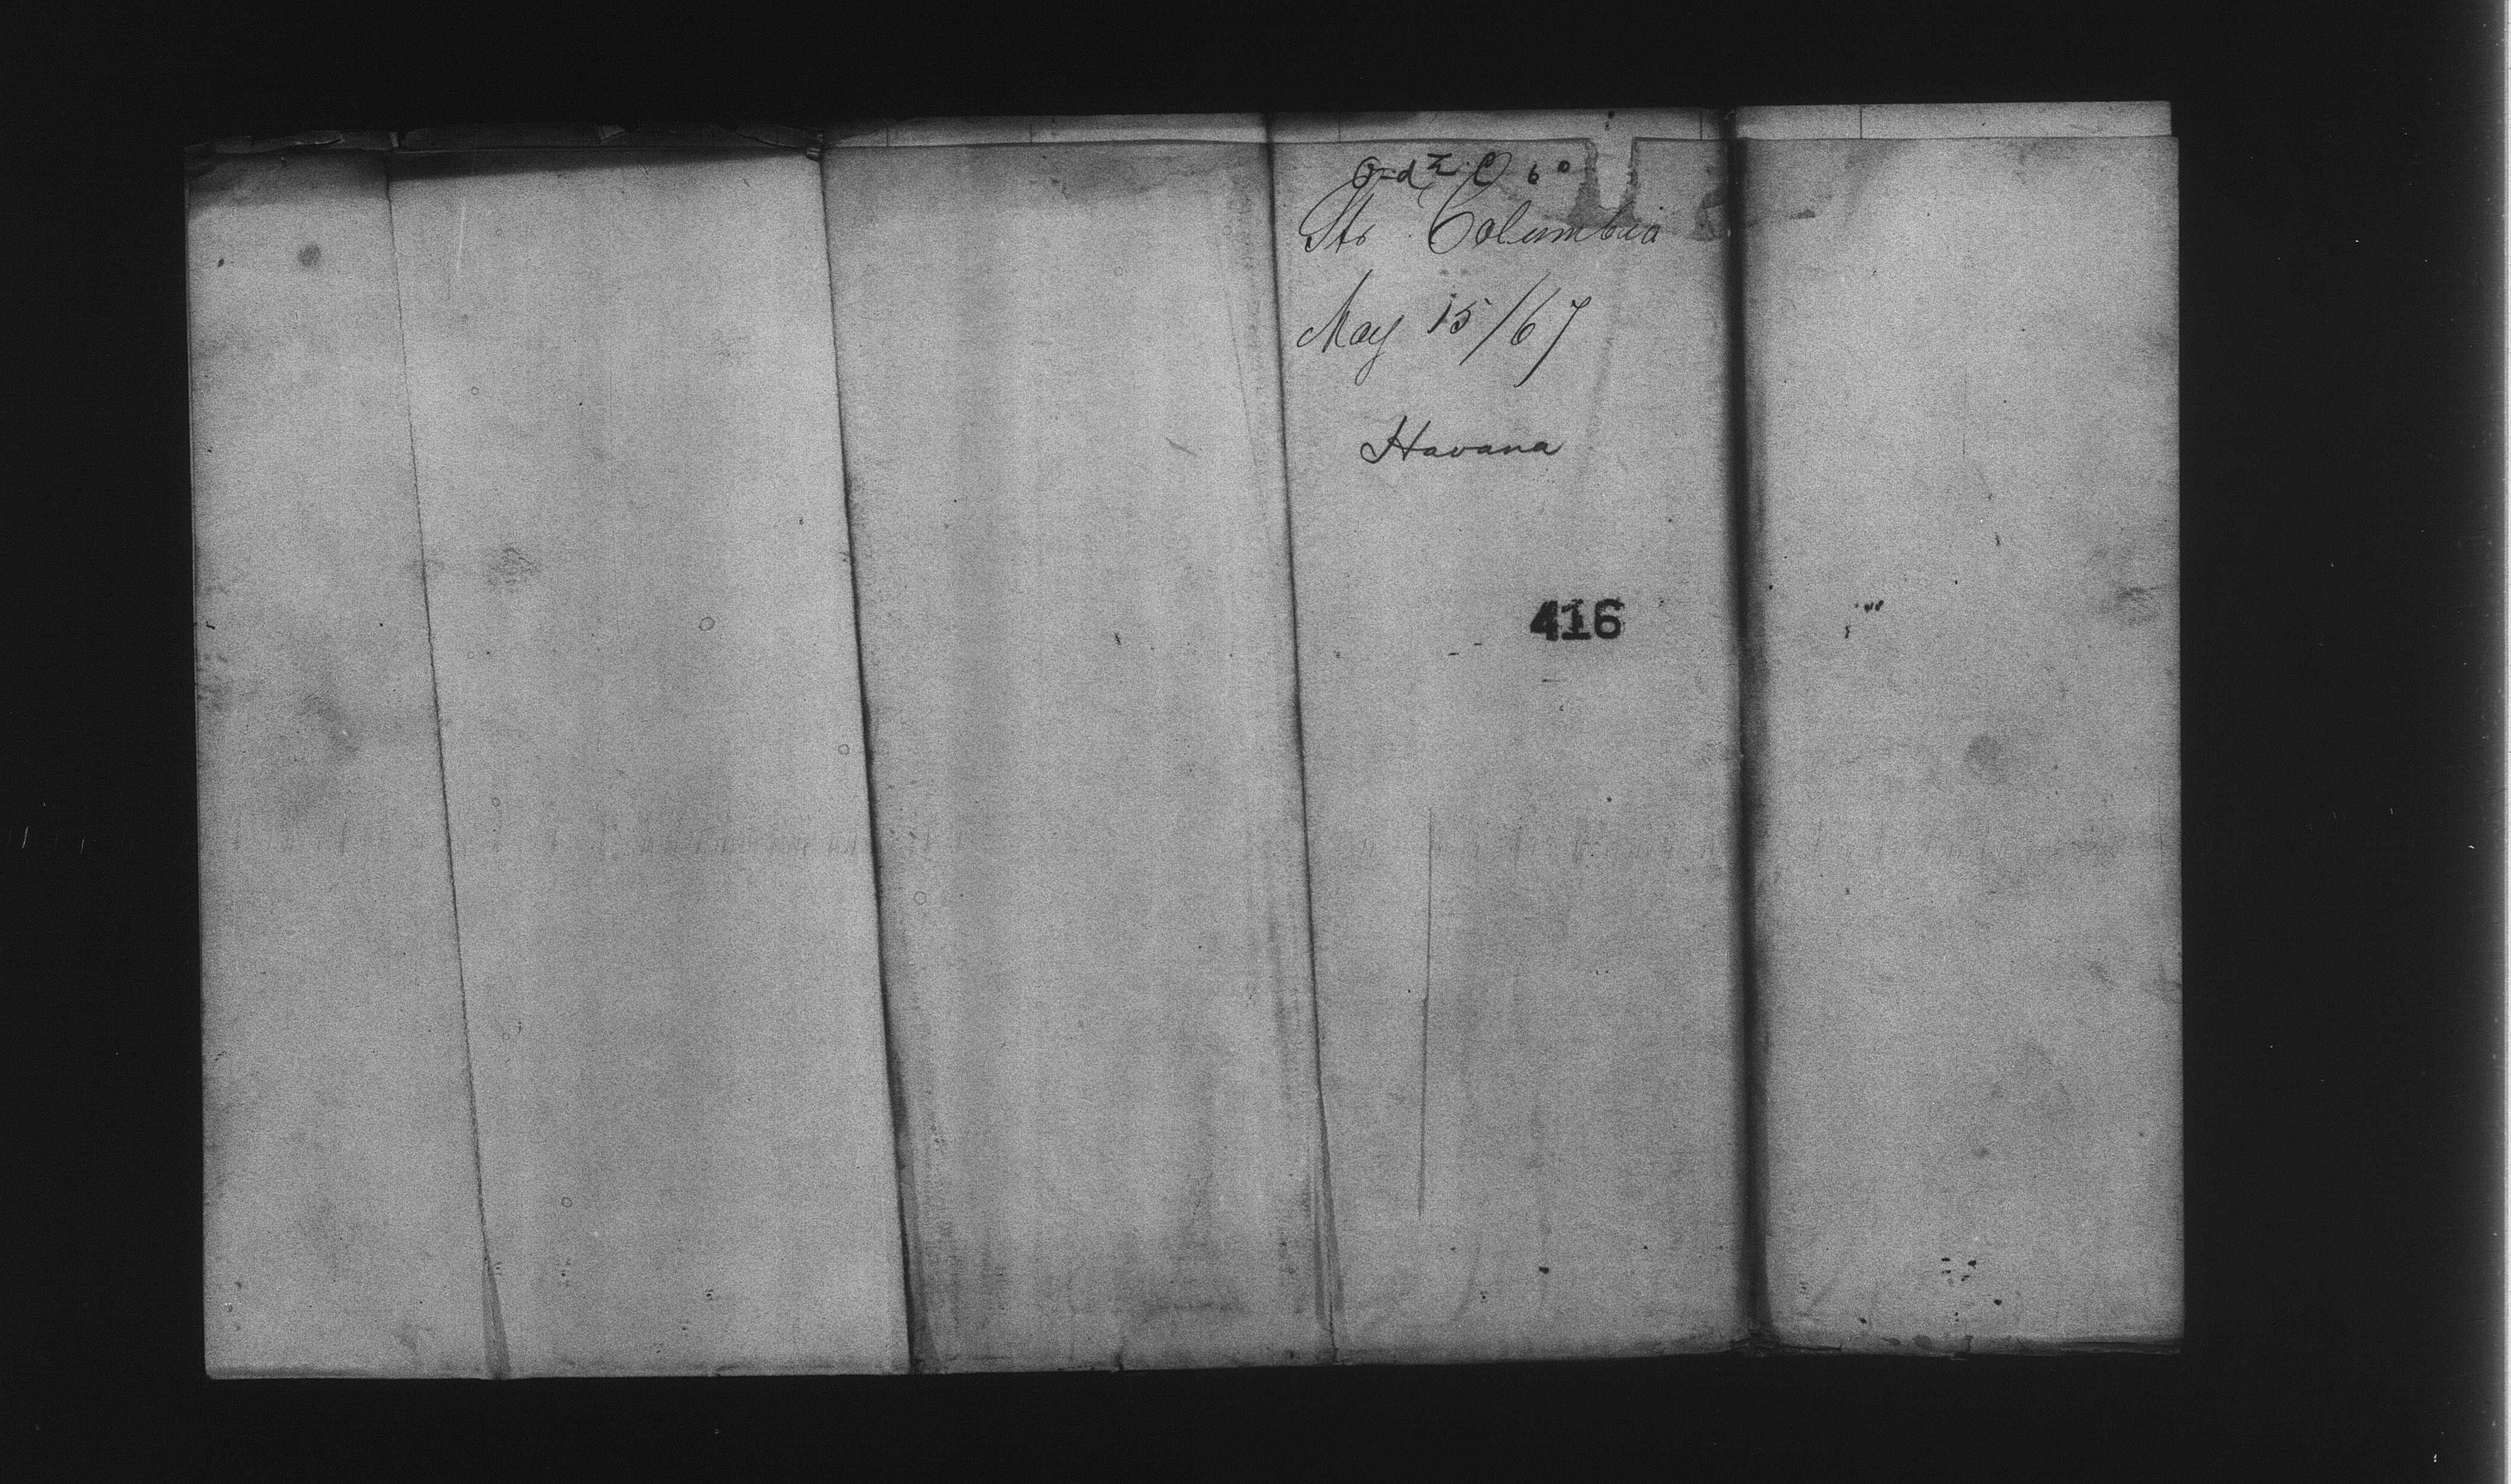 Str Columbia
May 15/67
Havana
416